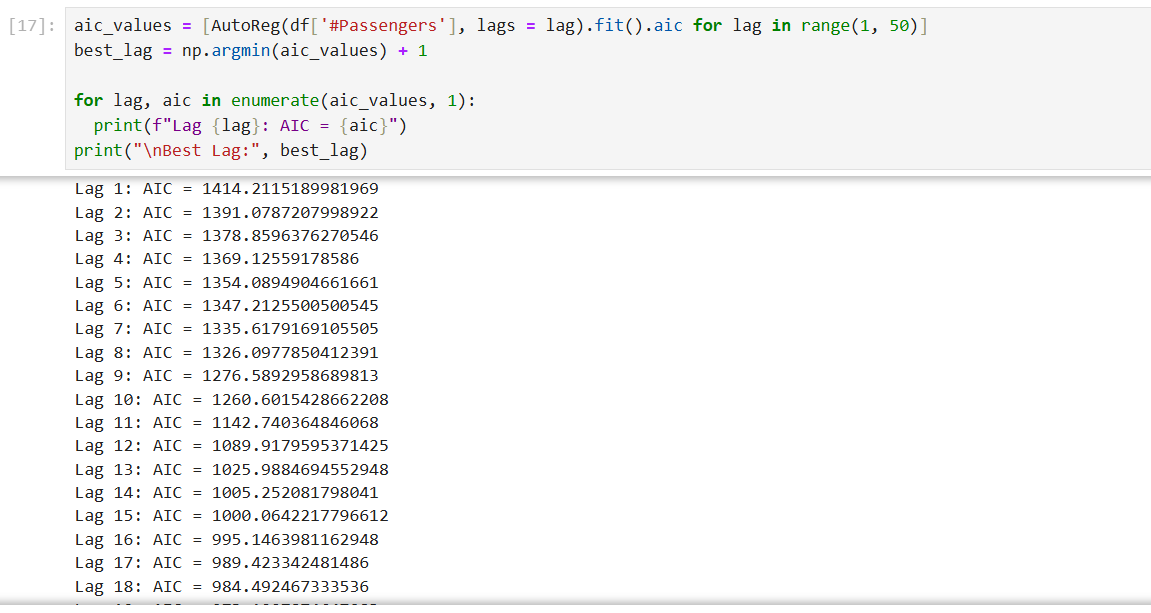 [17]: aic_values = [AutoReg(df['#Passengers'], lags = lag).fit().aic for lag in range(1, 50)]
best_lag = np.argmin(aic_values) + 1
for lag, aic in enumerate(aic_values, 1):
print(f"Lag {lag}: AIC = {aic}")
print("\nBest Lag:", best_lag)
Lag 1: AIC = 1414.2115189981969
Lag 2: AIC = 1391.0787207998922
Lag 3: AIC = 1378.8596376270546
Lag 4: AIC = 1369.12559178586
Lag 5: AIC = 1354.0894904661661
Lag 6: AIC = 1347.2125500500545
Lag 7: AIC = 1335.6179169105505
Lag 8: AIC = 1326.0977850412391
Lag 9: AIC = 1276.5892958689813
Lag 10: AIC = 1260.6015428662208
Lag 11: AIC = 1142.740364846068
Lag 12: AIC = 1089.9179595371425
Lag 13: AIC = 1025.9884694552948
Lag 14: AIC = 1005.252081798041
Lag 15: AIC = 1000.0642217796612
Lag 16: AIC = 995.1463981162948
Lag 17: AIC = 989.423342481486
Lag 18: AIC = 984.492467333536